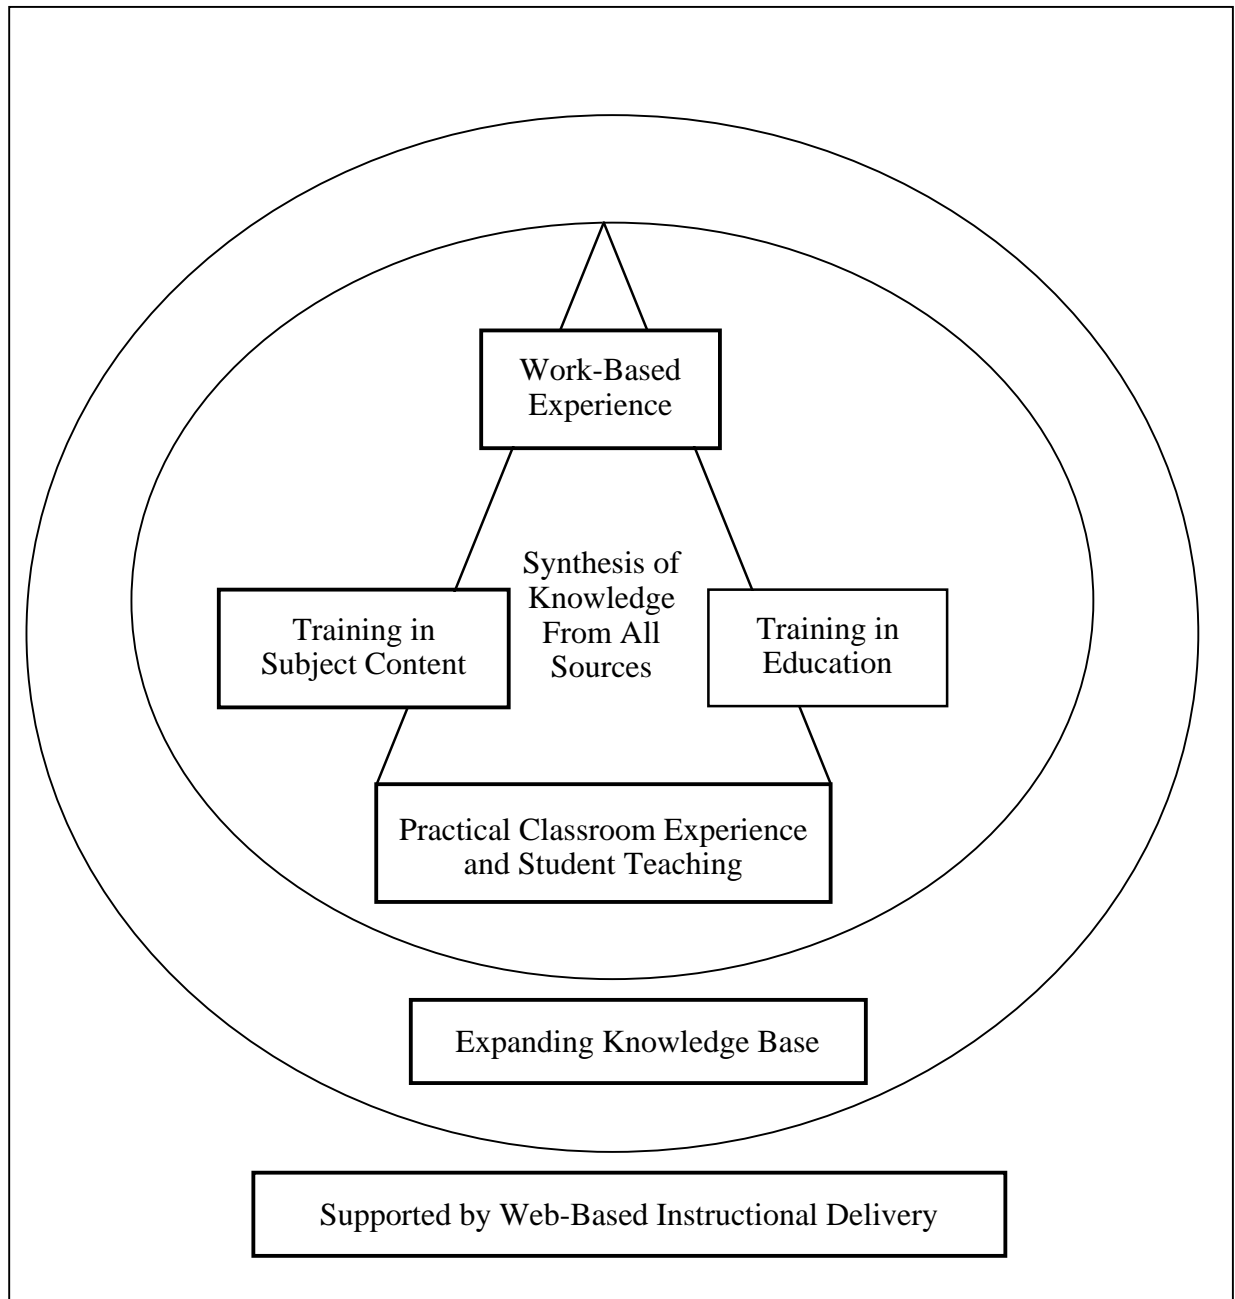 Work-Based
Experience
Synthesis of
Knowledge
From All
Sources
Training in
Subject Content
Training in
Education
Practical Classroom Experience
and Student Teaching
Expanding Knowledge Base
Supported by Web-Based Instructional Delivery